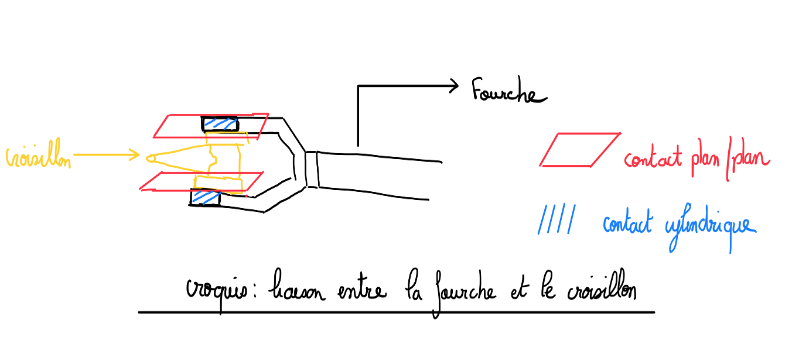 Fourche
croisillon
contact plan/plan
contact cylindrique
croquis: liaison entre la fourche et le croisillon